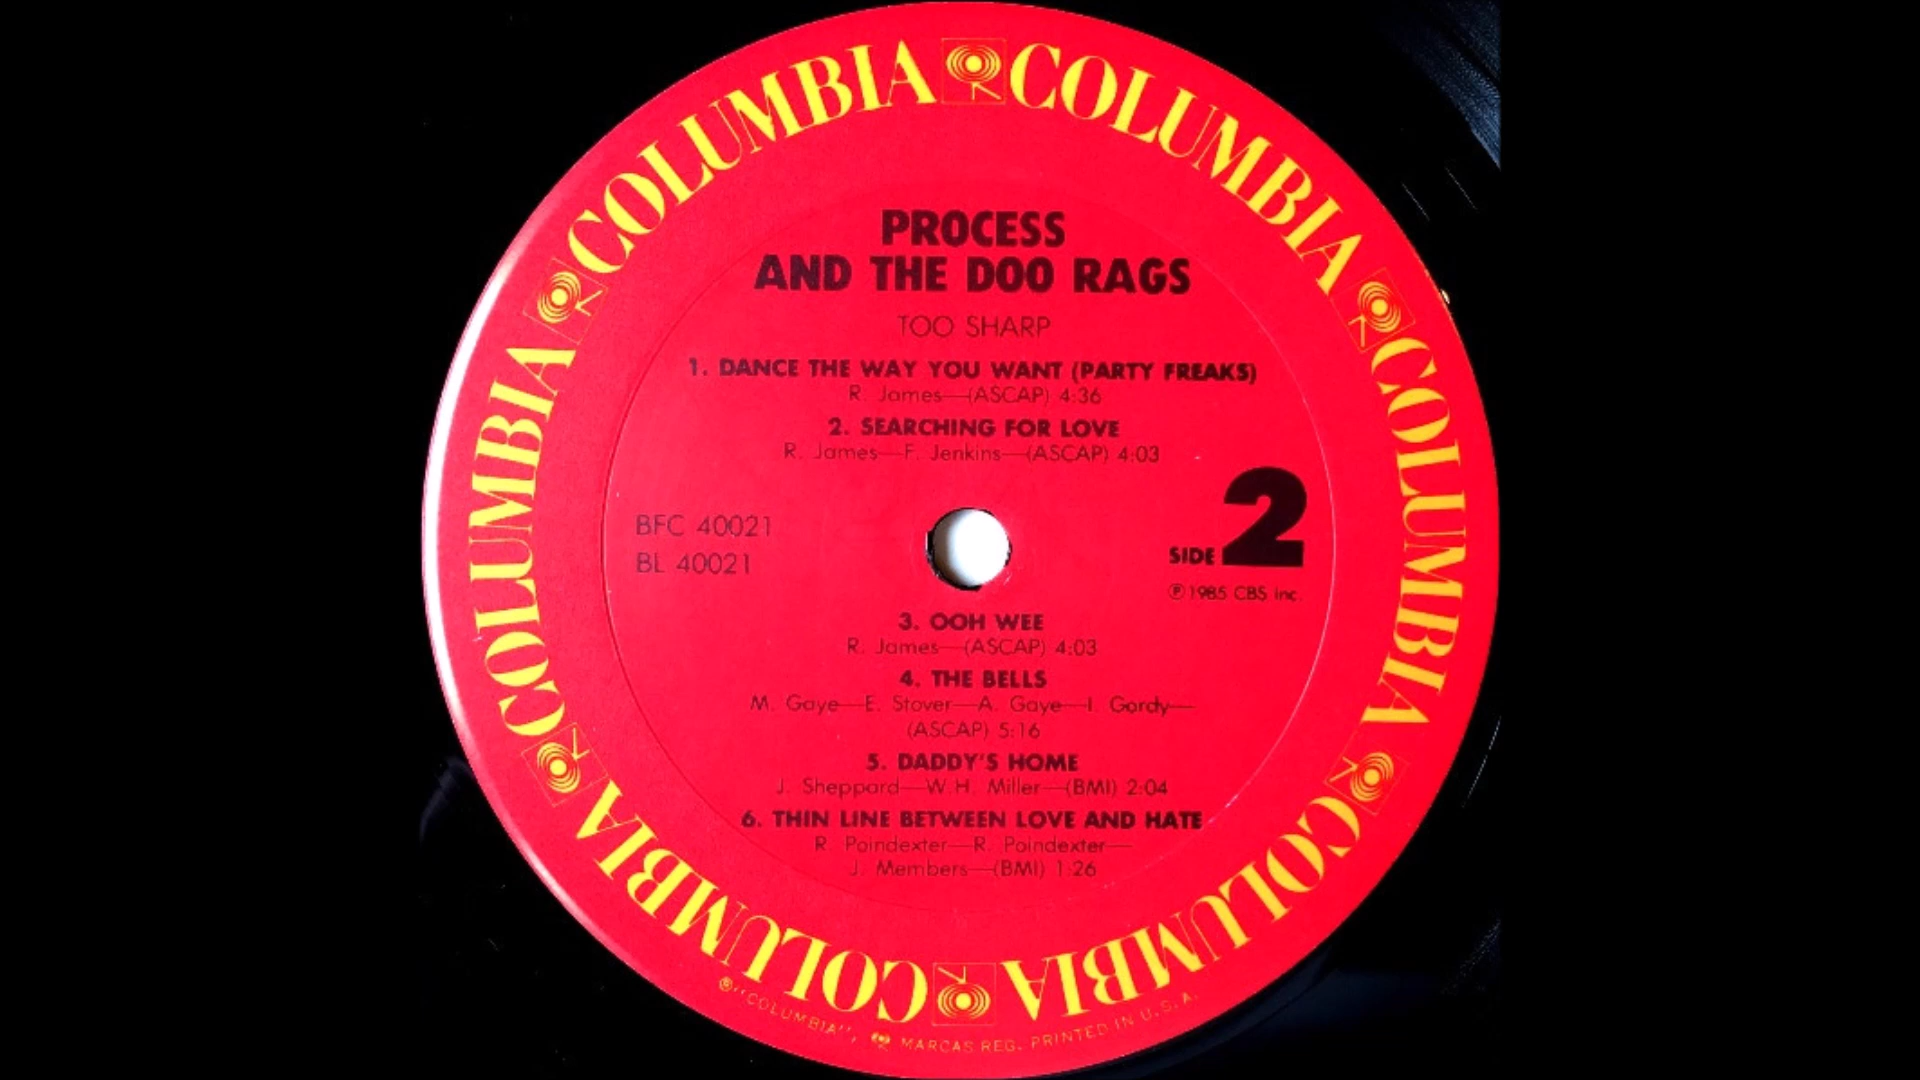 COLUMBIA COLUMBIA COLUMBIA COLUMBIA COLUMBIA COLUMBIA COLUMBIA COLUMBIA
PROCESS
AND THE DOO RAGS
TOO SHARP
1. DANCE THE WAY YOU WANT (PARTY FREAKS)
R. James—(ASCAP) 4:36
2. SEARCHING FOR LOVE
R. James—F. Jenkins—(ASCAP) 4:03
BFC 40021
BL 40021
SIDE 2
Ⓟ1985 CBS Inc.
3. OOH WEE
R. James—(ASCAP) 4:03
4. THE BELLS
M. Gaye—E. Stover—A. Gaye—I. Gordy—
(ASCAP) 5:16
5. DADDY'S HOME
J. Sheppard—W.H. Miller—(BMI) 2:04
6. THIN LINE BETWEEN LOVE AND HATE
R. Poindexter—R. Poindexter—
J. Members—(BMI) 1:26
®"COLUMBIA", MARCAS REG. PRINTED IN U.S.A.